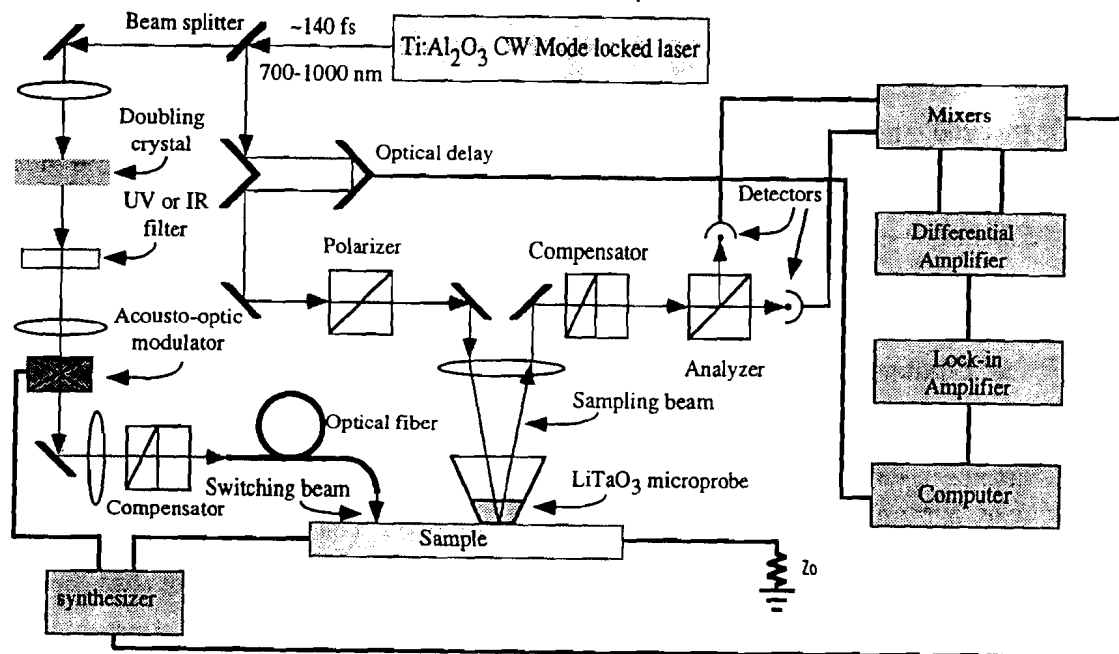 Beam splitter
~140 fs
700-1000 nm
Ti:Al₂O₃ CW Mode locked laser
Mixers
Doubling
crystal
Optical delay
UV or IR
filter
Detectors
Polarizer
Compensator
Differential
Amplifier
Acousto-optic
modulator
Analyzer
Lock-in
Amplifier
Sampling beam
Optical fiber
Switching beam
LiTaO₃ microprobe
Computer
Compensator
Sample
Zo
synthesizer